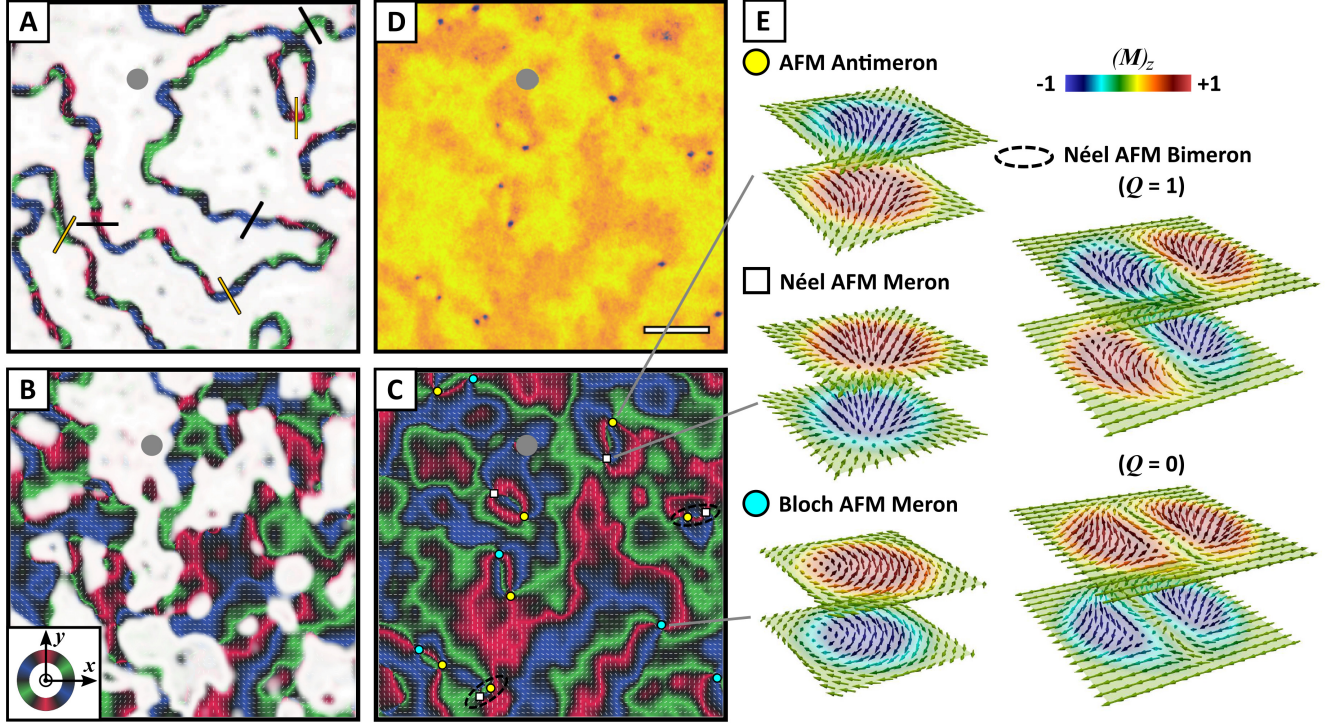 A
D
E
AFM Antimeron
(M)z
-1
+1
Néel AFM Bimeron
(Q = 1)
Néel AFM Meron
B
C
(Q = 0)
Bloch AFM Meron
y
x